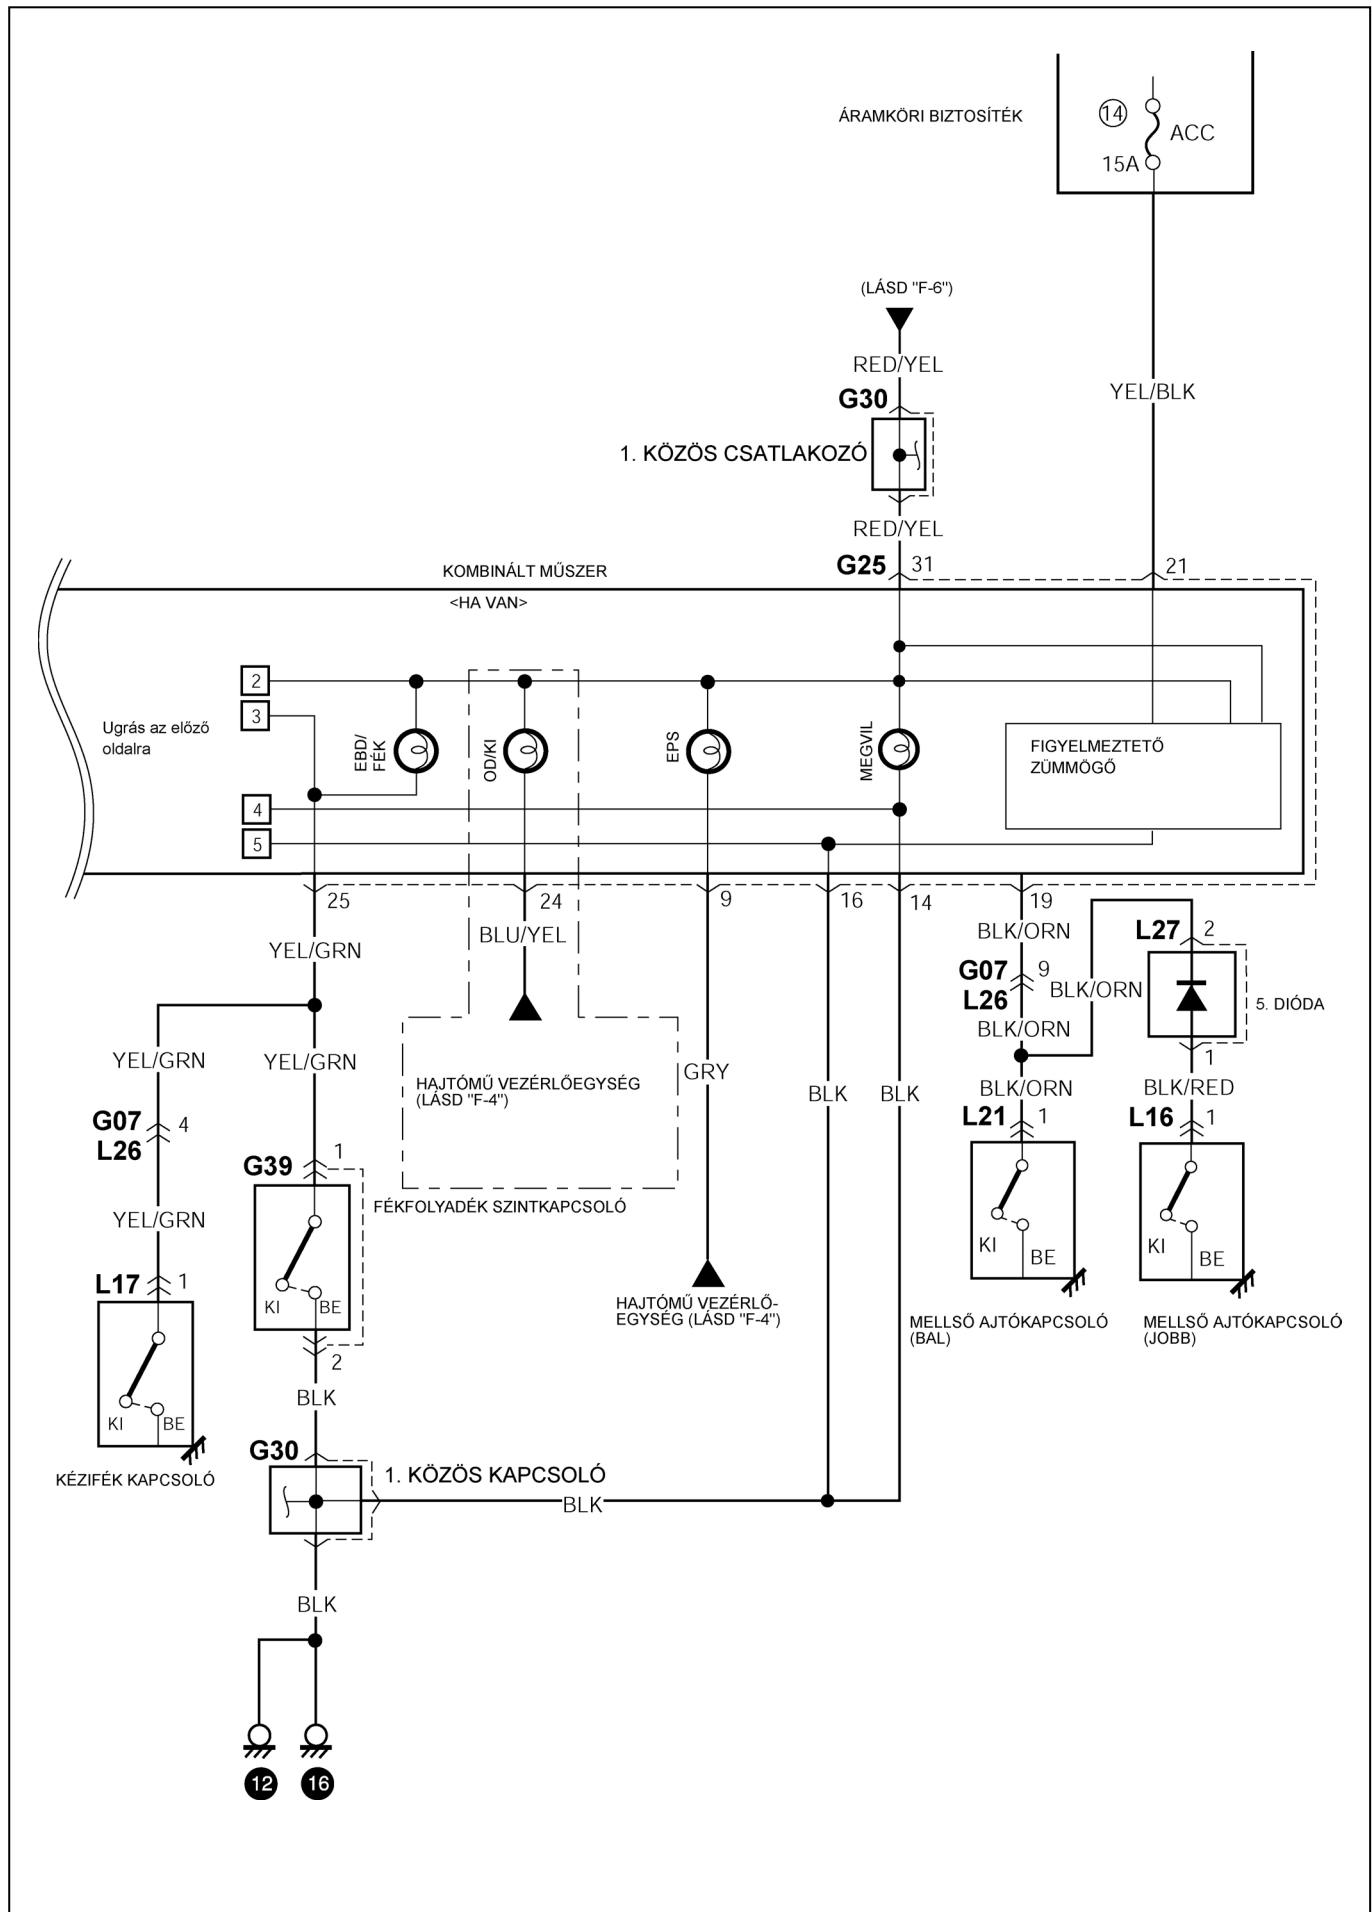 ÁRAMKÖRI BIZTOSÍTÉK
14
ACC
15A
(LÁSD "F-6")
RED/YEL
YEL/BLK
G30
1. KÖZÖS CSATLAKOZÓ
RED/YEL
G25 31
21
KOMBINÁLT MŰSZER
<HA VAN>
2
3
Ugrás az előző
oldalra
EBD/
FÉK
OD/KI
EPS
MEGVIL
FIGYELMEZTETŐ
ZÜMMÖGŐ
4
5
25
24
9
16
14
19
YEL/GRN
BLU/YEL
BLK/ORN
L27 2
G07 9
L26
BLK/ORN
5. DIÓDA
BLK/ORN
1
YEL/GRN
YEL/GRN
HAJTÓMŰ VEZÉRLŐEGYSÉG
(LÁSD "F-4")
GRY
BLK
BLK
BLK/ORN
BLK/RED
G07 4
L26
L21 1
L16 1
G39 1
FÉKFOLYADÉK SZINTKAPCSOLÓ
YEL/GRN
KI
BE
KI
BE
L17 1
KI
BE
HAJTÓMŰ VEZÉRLŐ-
EGYSÉG (LÁSD "F-4")
MELLSŐ AJTÓKAPCSOLÓ
(BAL)
MELLSŐ AJTÓKAPCSOLÓ
(JOBB)
2
BLK
KI
BE
KÉZIFÉK KAPCSOLÓ
G30
1. KÖZÖS KAPCSOLÓ
BLK
BLK
12
16